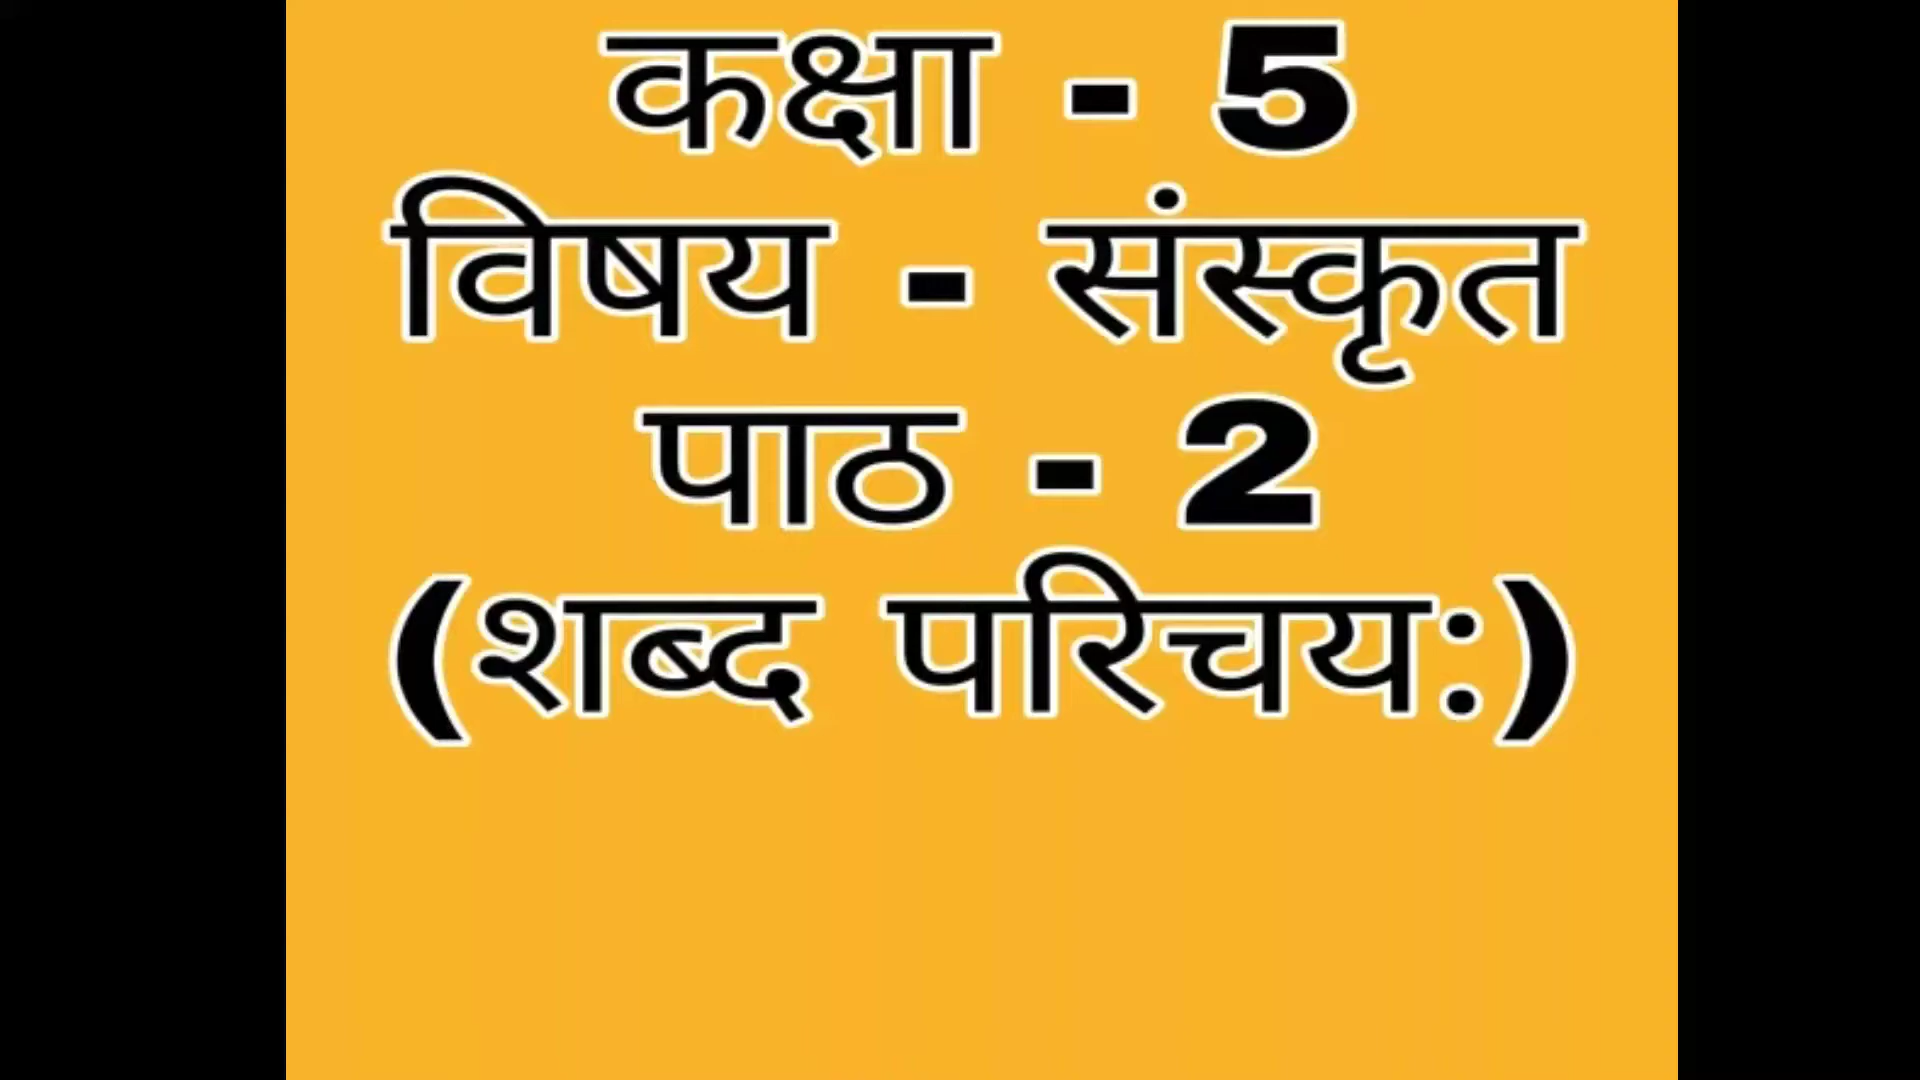 कक्षा - 5
विषय - संस्कृत
पाठ - 2
(शब्द परिचय:)